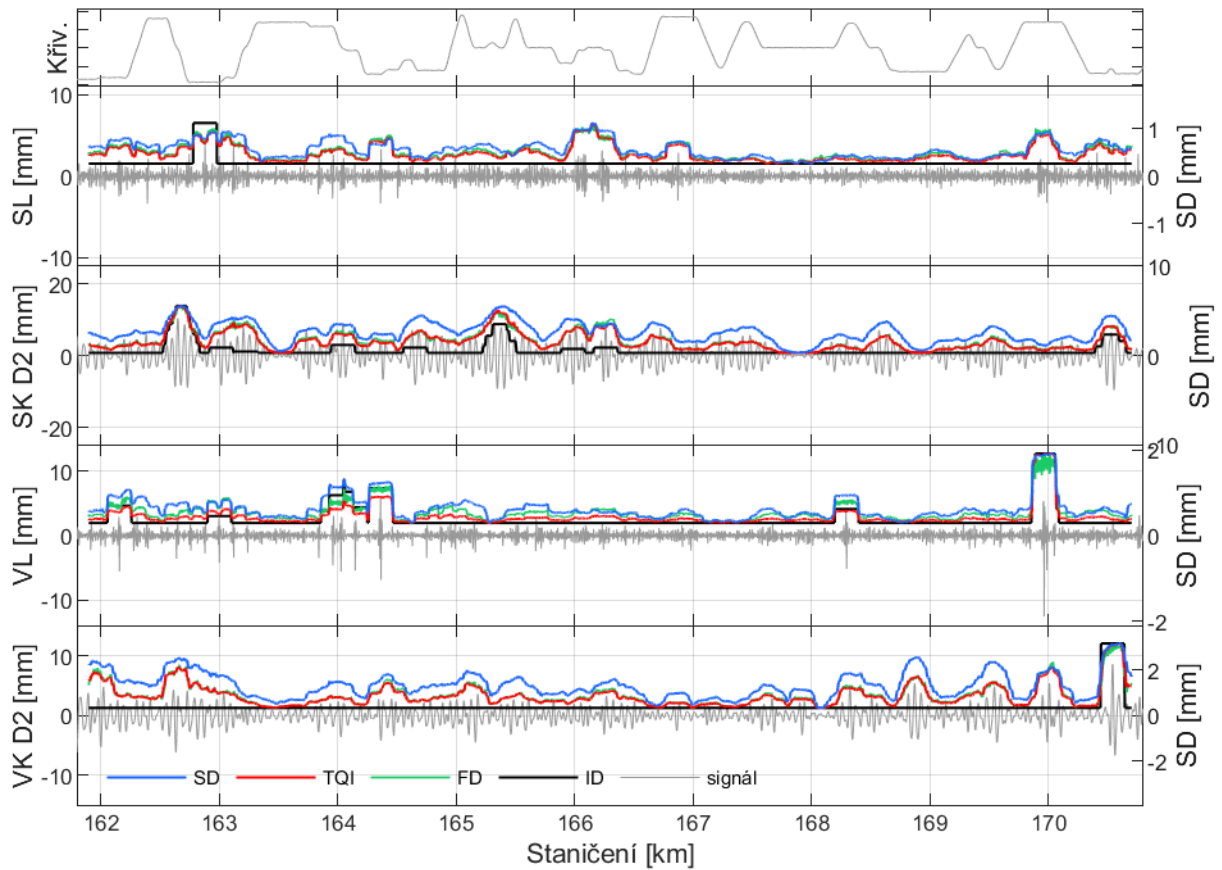 Křiv.
SL [mm]
10
0
-10
1
0
-1
SD [mm]
SK D2 [mm]
20
0
-20
10
0
-10
SD [mm]
VL [mm]
10
0
-10
2
0
-2
SD [mm]
VK D2 [mm]
10
0
-10
2
0
-2
SD [mm]
SD TQI FD ID signál
162 163 164 165 166 167 168 169 170
Staničení [km]